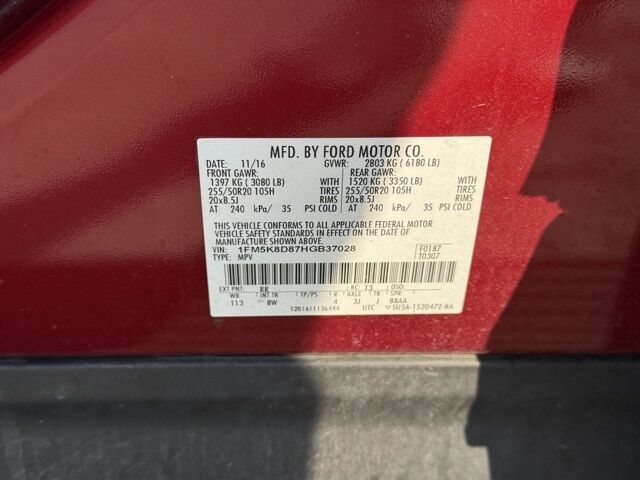 MFD. BY FORD MOTOR CO.
DATE: 11/16 GVWR: 2803 KG ( 6180 LB)
FRONT GAWR: REAR GAWR:
1397 KG ( 3080 LB) WITH 1520 KG ( 3350 LB) WITH
255/50R20 105H TIRES 255/50R20 105H TIRES
20x8.5J RIMS 20x8.5J RIMS
AT 240 kPa/ 35 PSI COLD AT 240 kPa/ 35 PSI COLD
THIS VEHICLE CONFORMS TO ALL APPLICABLE FEDERAL MOTOR
VEHICLE SAFETY STANDARDS IN EFFECT ON THE DATE OF
MANUFACTURE SHOWN ABOVE.
VIN: 1FM5K8D87HGB37028 F0187
TYPE: MPV T0307
EXT PNT: RR RC: 13 DSO:
WB INT TR TP/PS R AXLE TR SPR
113 8W 4 3J J BBAA
1201611136494 UTC 5U5A-1520472-BA